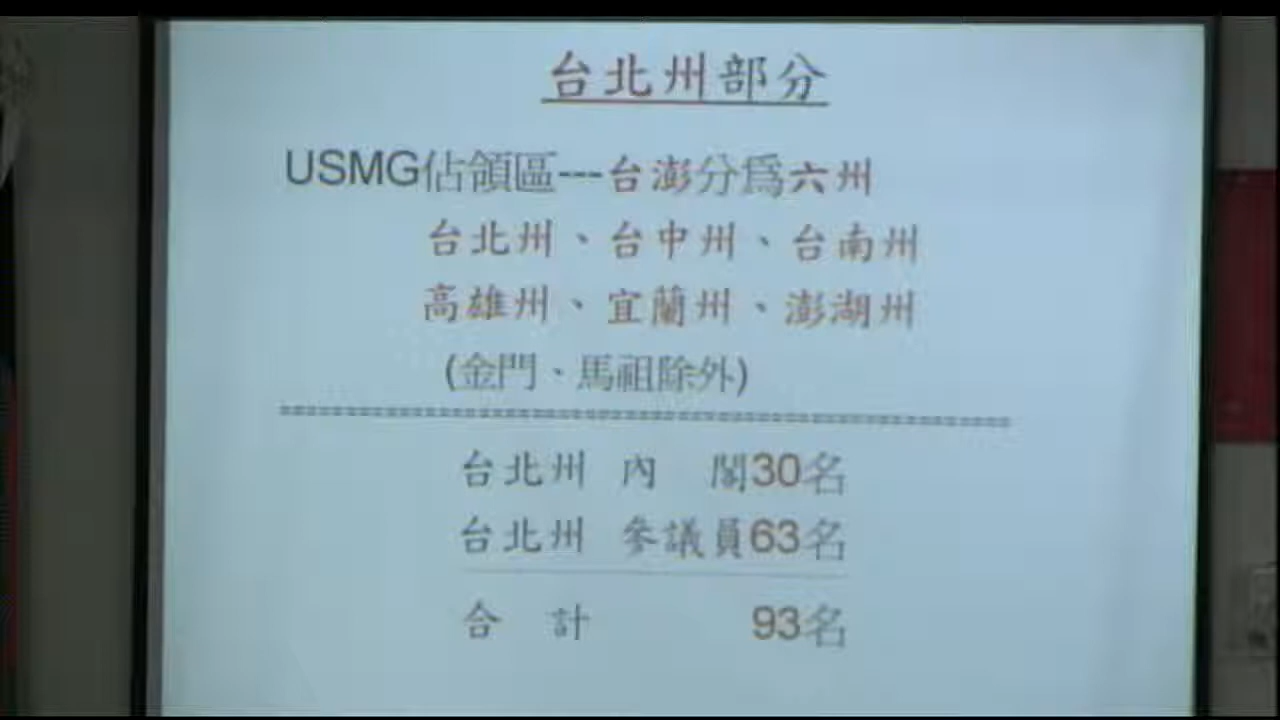 台北州部分
USMG佔領區---台澎分為六州
台北州、台中州、台南州
高雄州、宜蘭州、澎湖州
(金門、馬祖除外)
台北州 內 閣30名
台北州 參議員63名
合 計 93名